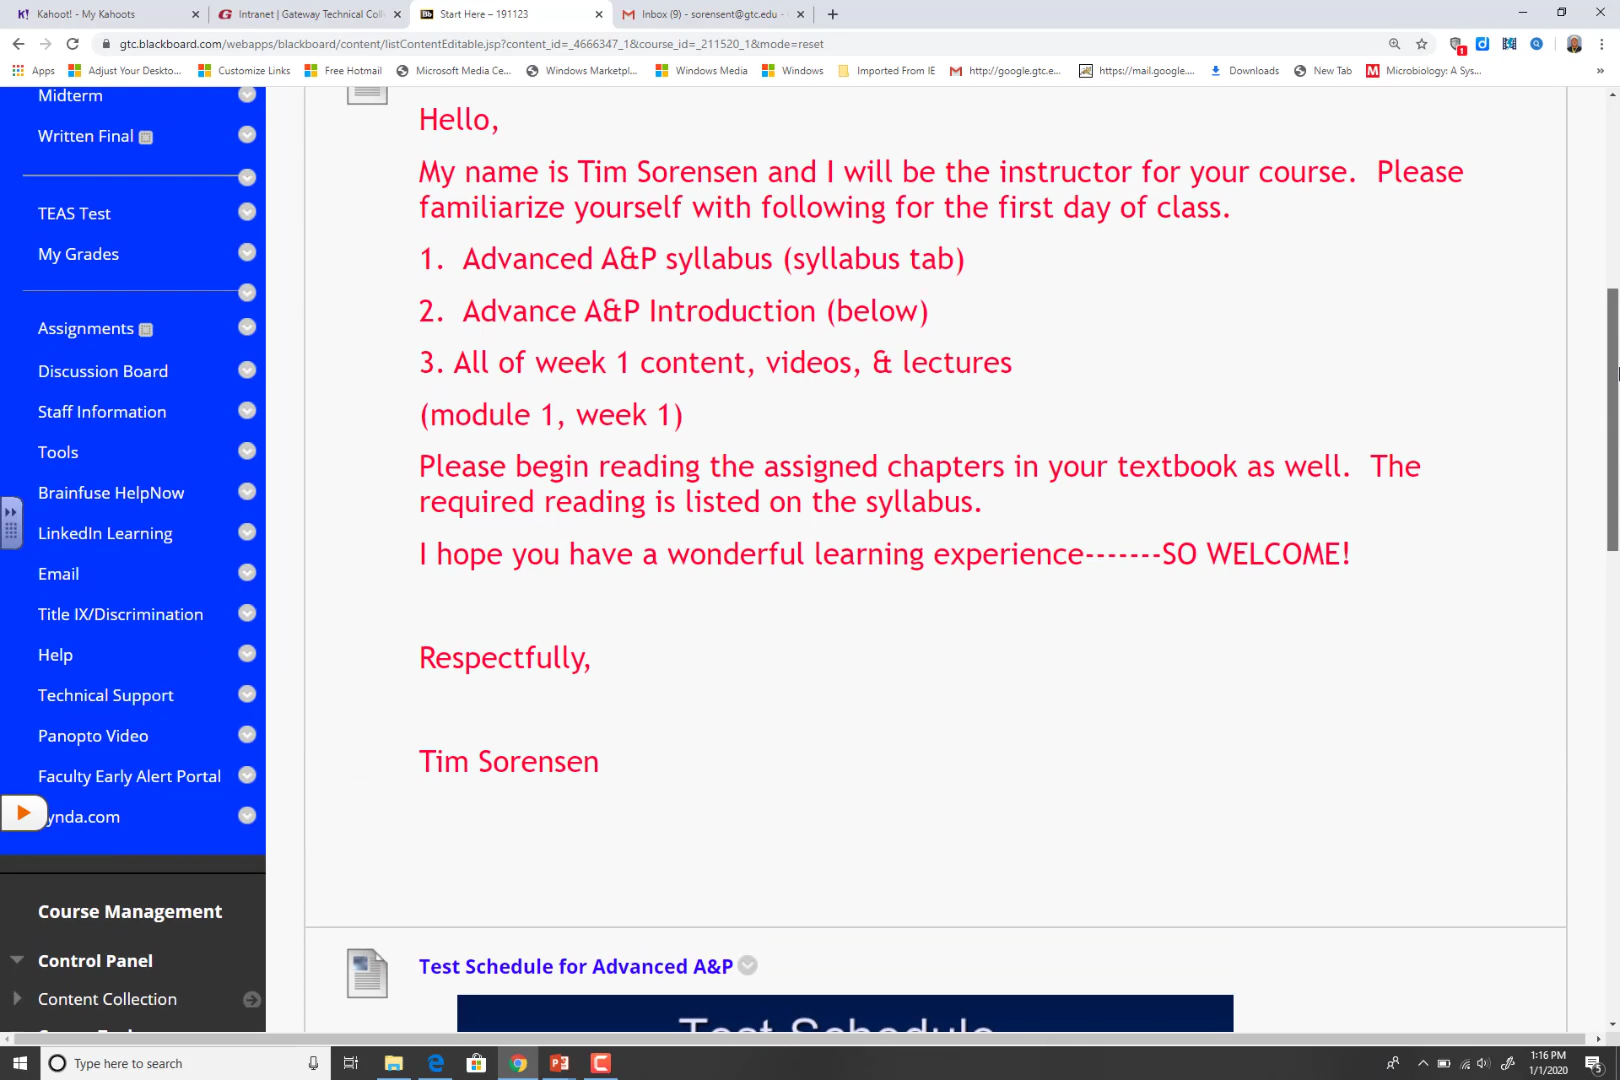 Kahoot! - My Kahoots
Intranet | Gateway Technical Coll
Start Here – 191123
Inbox (9) - sorensent@gtc.edu -
gtc.blackboard.com/webapps/blackboard/content/listContentEditable.jsp?content_id=_4666347_1&course_id=_211520_1&mode=reset
Apps
Adjust Your Deskto...
Customize Links
Free Hotmail
Microsoft Media Ce...
Windows Marketpl...
Windows Media
Windows
Imported From IE
http://google.gtc.e...
https://mail.google....
Downloads
New Tab
Microbiology: A Sys...
Midterm
Written Final
TEAS Test
My Grades
Assignments
Discussion Board
Staff Information
Tools
Brainfuse HelpNow
LinkedIn Learning
Email
Title IX/Discrimination
Help
Technical Support
Panopto Video
Faculty Early Alert Portal
ynda.com
Course Management
Control Panel
Content Collection
Hello,
My name is Tim Sorensen and I will be the instructor for your course.  Please
familiarize yourself with following for the first day of class.
1.  Advanced A&P syllabus (syllabus tab)
2.  Advance A&P Introduction (below)
3. All of week 1 content, videos, & lectures
(module 1, week 1)
Please begin reading the assigned chapters in your textbook as well.  The
required reading is listed on the syllabus.
I hope you have a wonderful learning experience-------SO WELCOME!
Respectfully,
Tim Sorensen
Test Schedule for Advanced A&P
Test Schedule
Type here to search
1:16 PM
1/1/2020